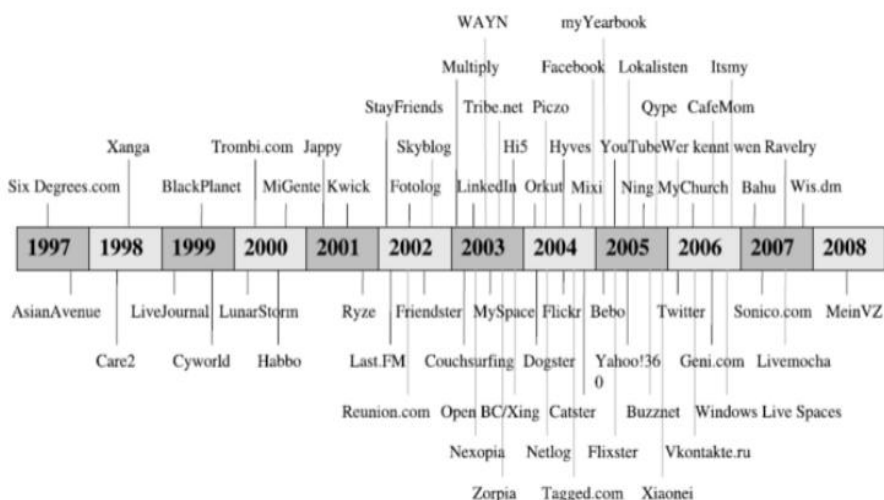 WAYN myYearbook
Multiply Facebook Lokalisten Itsmy
StayFriends Tribe.net Piczo Qype CafeMom
Xanga Trombi.com Jappy Skyblog Hi5 Hyves YouTube Wer kennt wen Ravelry
Six Degrees.com BlackPlanet MiGente Kwick Fotolog LinkedIn Orkut Mixi Ning MyChurch Bahu Wis.dm
1997 1998 1999 2000 2001 2002 2003 2004 2005 2006 2007 2008
AsianAvenue LiveJournal LunarStorm Ryze Friendster MySpace Flickr Bebo Twitter Sonico.com MeinVZ
Care2 Cyworld Habbo Last.FM Couchsurfing Dogster Yahoo!36 Geni.com Livemocha
0
Reunion.com Open BC/Xing Catster Buzznet Windows Live Spaces
Nexopia Netlog Flixster Vkontakte.ru
Zorpia Tagged.com Xiaonei